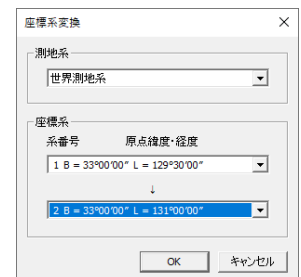 座標系変換
測地系
世界測地系
座標系
系番号 原点緯度・経度
1 B = 33°00'00" L = 129°30'00"
↓
2 B = 33°00'00" L = 131°00'00"
OK キャンセル